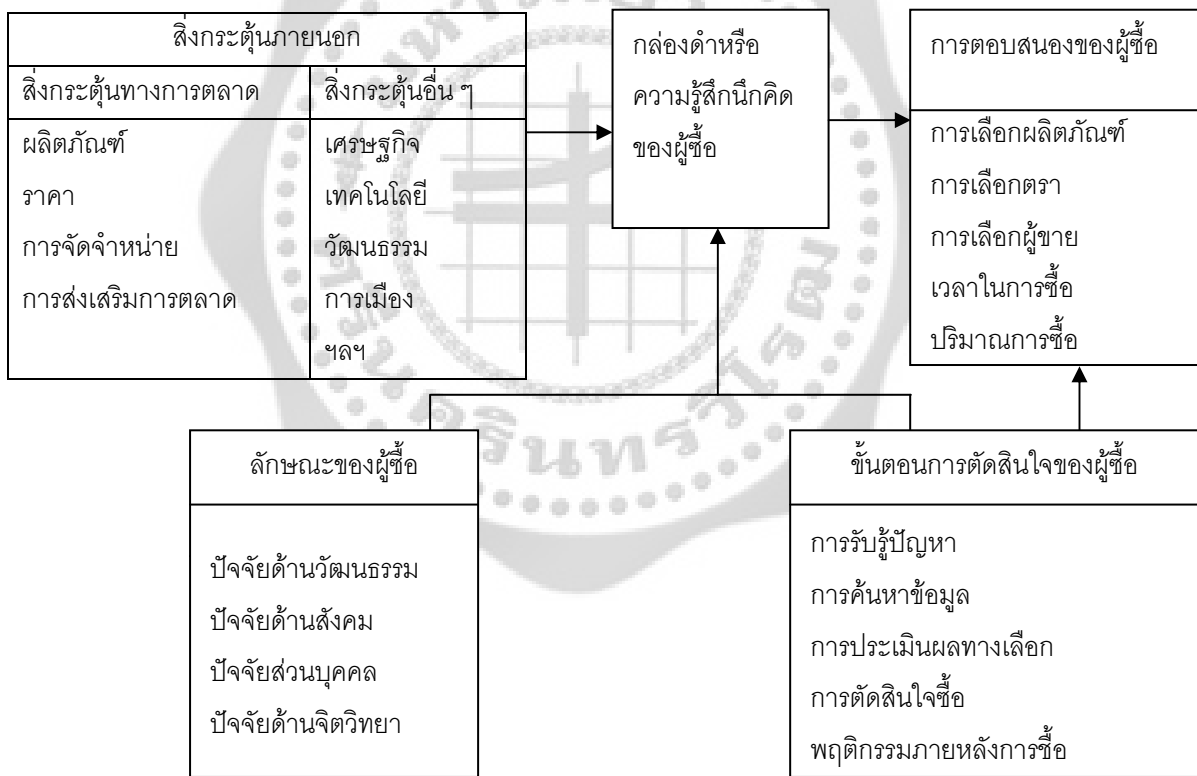 สิ่งกระตุ้นภายนอก
สิ่งกระตุ้นทางการตลาด
สิ่งกระตุ้นอื่น ๆ
ผลิตภัณฑ์
ราคา
การจัดจำหน่าย
การส่งเสริมการตลาด
เศรษฐกิจ
เทคโนโลยี
วัฒนธรรม
การเมือง
ฯลฯ
กล่องดำหรือ
ความรู้สึกนึกคิด
ของผู้ซื้อ
การตอบสนองของผู้ซื้อ
การเลือกผลิตภัณฑ์
การเลือกตรา
การเลือกผู้ขาย
เวลาในการซื้อ
ปริมาณการซื้อ
ลักษณะของผู้ซื้อ
ปัจจัยด้านวัฒนธรรม
ปัจจัยด้านสังคม
ปัจจัยส่วนบุคคล
ปัจจัยด้านจิตวิทยา
ขั้นตอนการตัดสินใจของผู้ซื้อ
การรับรู้ปัญหา
การค้นหาข้อมูล
การประเมินผลทางเลือก
การตัดสินใจซื้อ
พฤติกรรมภายหลังการซื้อ